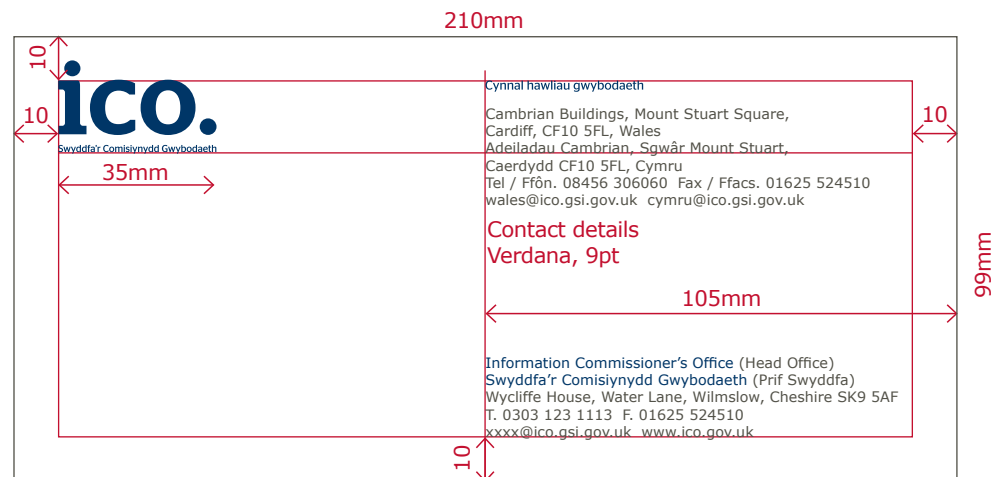 210mm
10
10
ico.
Swyddfa'r Comisiynydd Gwybodaeth
35mm
Cynnal hawliau gwybodaeth
Cambrian Buildings, Mount Stuart Square,
Cardiff, CF10 5FL, Wales
Adeiladau Cambrian, Sgwâr Mount Stuart,
Caerdydd CF10 5FL, Cymru
Tel / Ffôn. 08456 306060  Fax / Ffacs. 01625 524510
wales@ico.gsi.gov.uk  cymru@ico.gsi.gov.uk
10
Contact details
Verdana, 9pt
99mm
105mm
Information Commissioner's Office (Head Office)
Swyddfa'r Comisiynydd Gwybodaeth (Prif Swyddfa)
Wycliffe House, Water Lane, Wilmslow, Cheshire SK9 5AF
T. 0303 123 1113  F. 01625 524510
xxxx@ico.gsi.gov.uk  www.ico.gov.uk
10